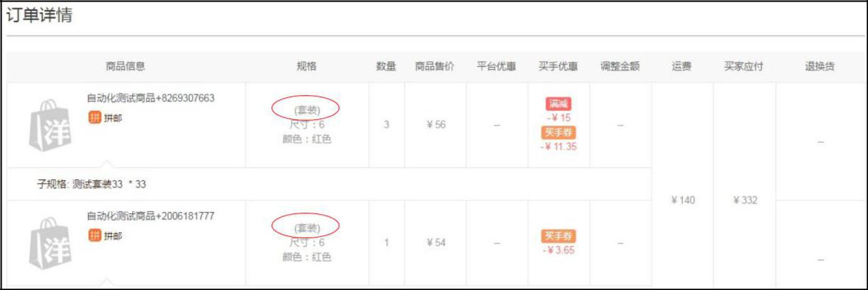 订单详情
商品信息 规格 数量 商品售价 平台优惠 买手优惠 调整金额 运费 买家应付 退换货
洋
自动化测试商品+8269307663
拼 拼邮
(套装)
尺寸:6
颜色:红色
3
¥56
--
满减
-¥ 15
买手券
-¥ 11.35
--
--
子规格: 测试套装33 * 33
¥140
¥332
洋
自动化测试商品+2006181777
拼 拼邮
(套装)
尺寸:6
颜色:红色
1
¥54
--
买手券
-¥ 3.65
--
--